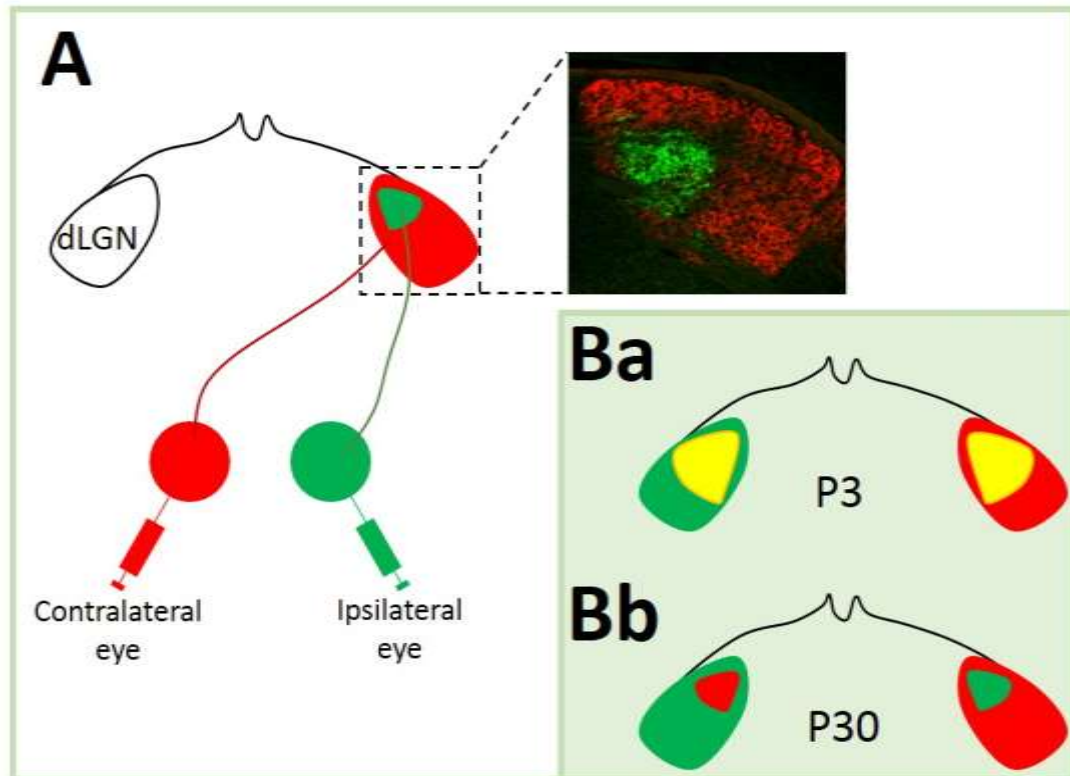 A
dLGN
Contralateral
eye
Ipsilateral
eye
Ba
P3
Bb
P30